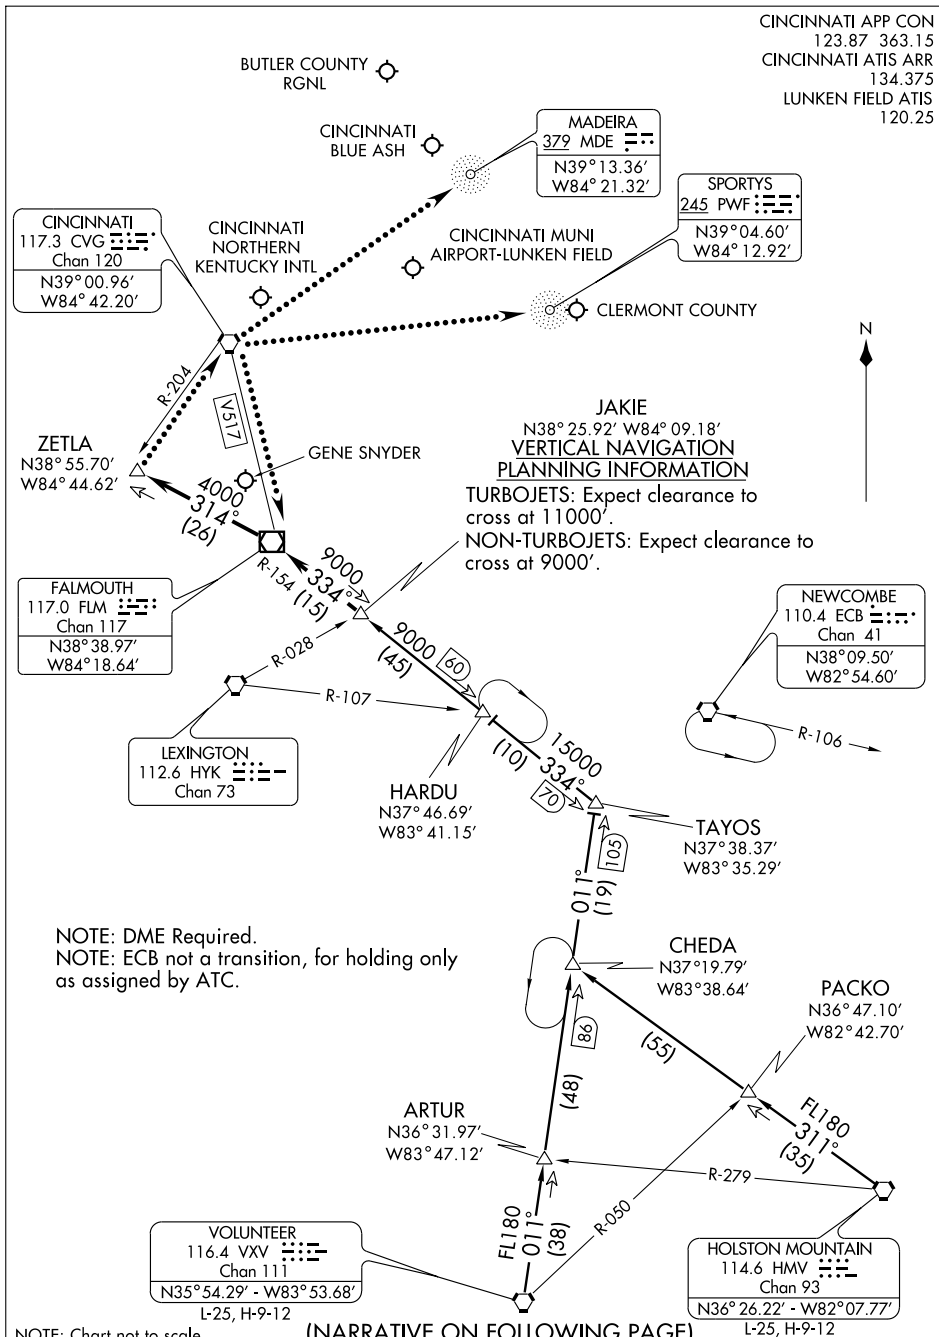 CINCINNATI APP CON
123.87 363.15
CINCINNATI ATIS ARR
134.375
LUNKEN FIELD ATIS
120.25
BUTLER COUNTY
RGNL
CINCINNATI
BLUE ASH
MADEIRA
379 MDE
N39°13.36'
W84°21.32'
SPORTYS
245 PWF
N39°04.60'
W84°12.92'
CINCINNATI
117.3 CVG
Chan 120
N39°00.96'
W84°42.20'
CINCINNATI
NORTHERN
KENTUCKY INTL
CINCINNATI MUNI
AIRPORT-LUNKEN FIELD
CLERMONT COUNTY
N
R-204
V517
ZETLA
N38°55.70'
W84°44.62'
GENE SNYDER
4000
314°
(26)
JAKIE
N38°25.92' W84°09.18'
VERTICAL NAVIGATION
PLANNING INFORMATION
TURBOJETS: Expect clearance to
cross at 11000'.
NON-TURBOJETS: Expect clearance to
cross at 9000'.
FALMOUTH
117.0 FLM
Chan 117
N38°38.97'
W84°18.64'
9000
334°
R-154 (15)
NEWCOMBE
110.4 ECB
Chan 41
N38°09.50'
W82°54.60'
R-028
9000
60
(45)
R-107
R-106
LEXINGTON
112.6 HYK
Chan 73
15000
(10) 334°
70
HARDU
N37°46.69'
W83°41.15'
TAYOS
N37°38.37'
W83°35.29'
105
011°
(19)
NOTE: DME Required.
NOTE: ECB not a transition, for holding only
as assigned by ATC.
CHEDA
N37°19.79'
W83°38.64'
PACKO
N36°47.10'
W82°42.70'
86
(55)
(48)
ARTUR
N36°31.97'
W83°47.12'
FL180
311°
(35)
R-279
R-050
FL180
011°
(38)
VOLUNTEER
116.4 VXV
Chan 111
N35°54.29' - W83°53.68'
L-25, H-9-12
HOLSTON MOUNTAIN
114.6 HMV
Chan 93
N36°26.22' - W82°07.77'
L-25, H-9-12
NOTE: Chart not to scale
(NARRATIVE ON FOLLOWING PAGE)